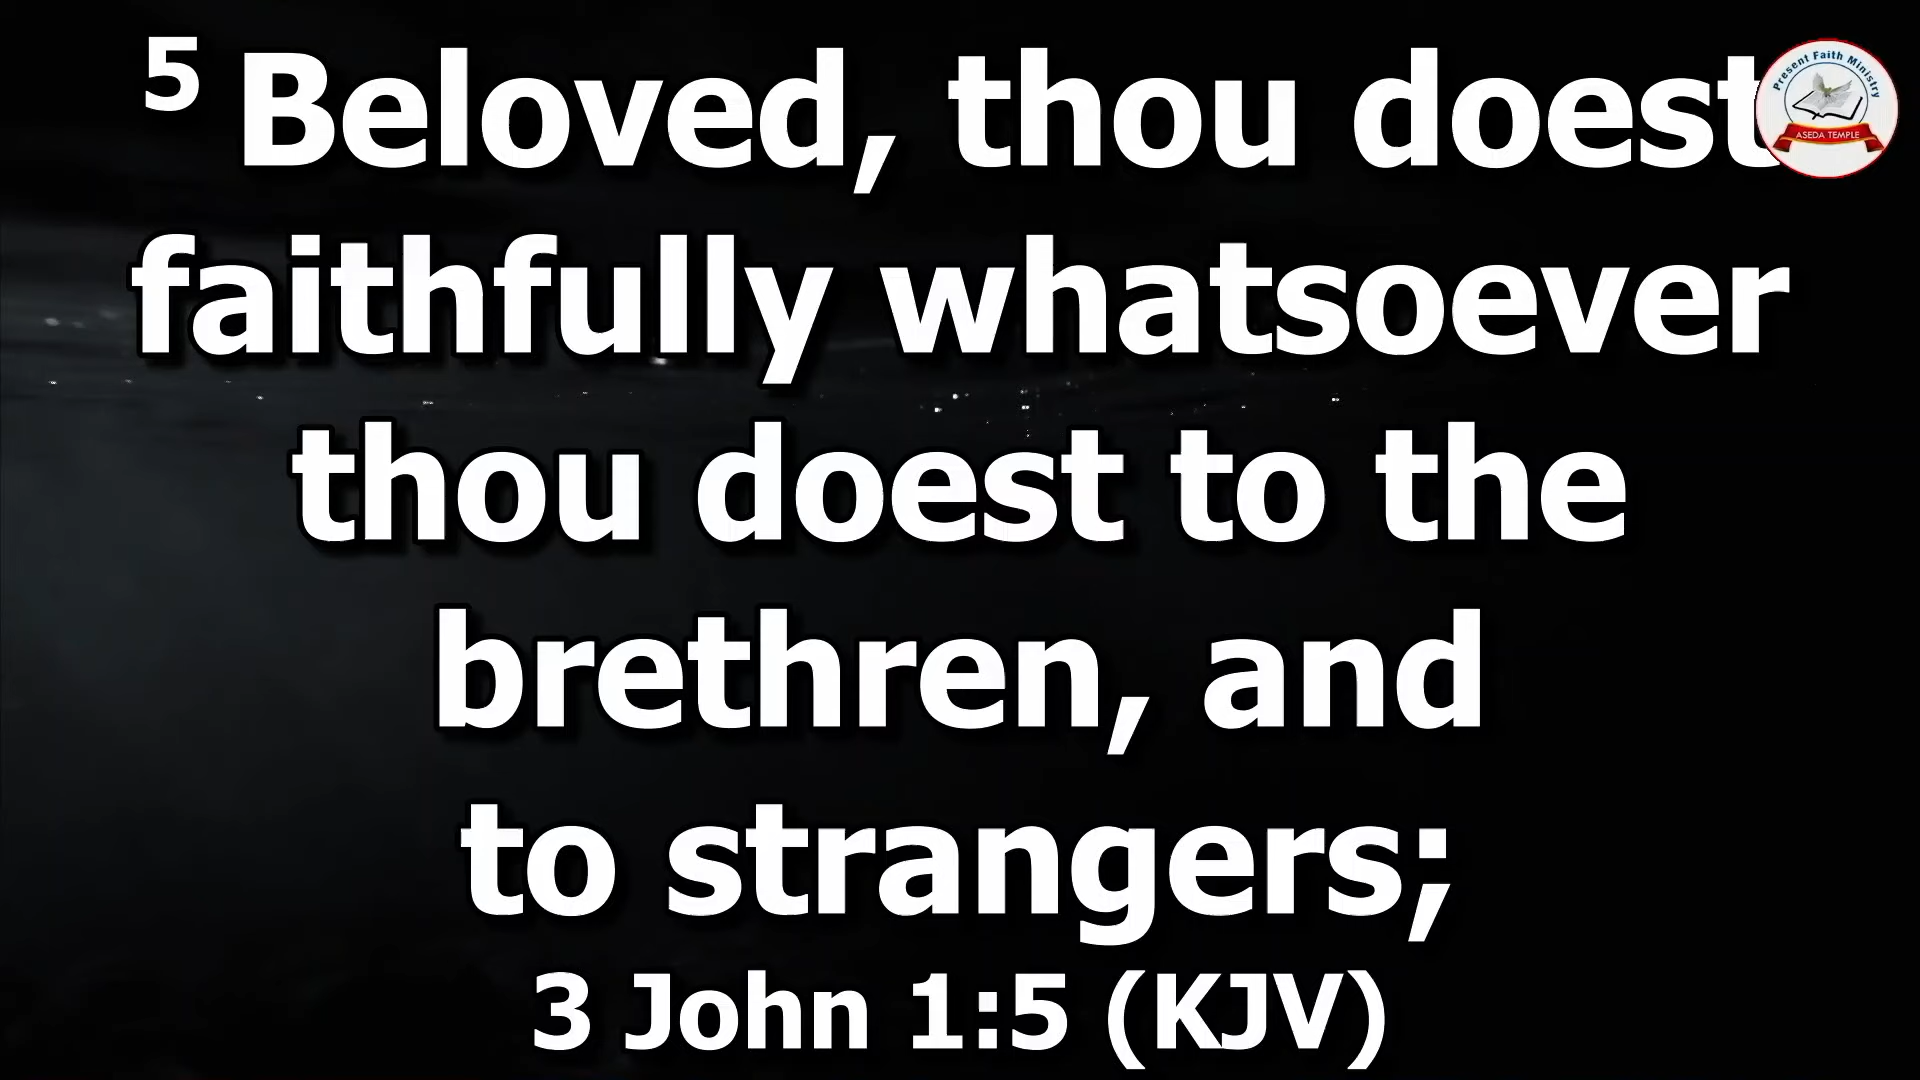 5 Beloved, thou doest
faithfully whatsoever
thou doest to the
brethren, and
to strangers;
3 John 1:5 (KJV)
Present Faith Ministry
ASEDA TEMPLE